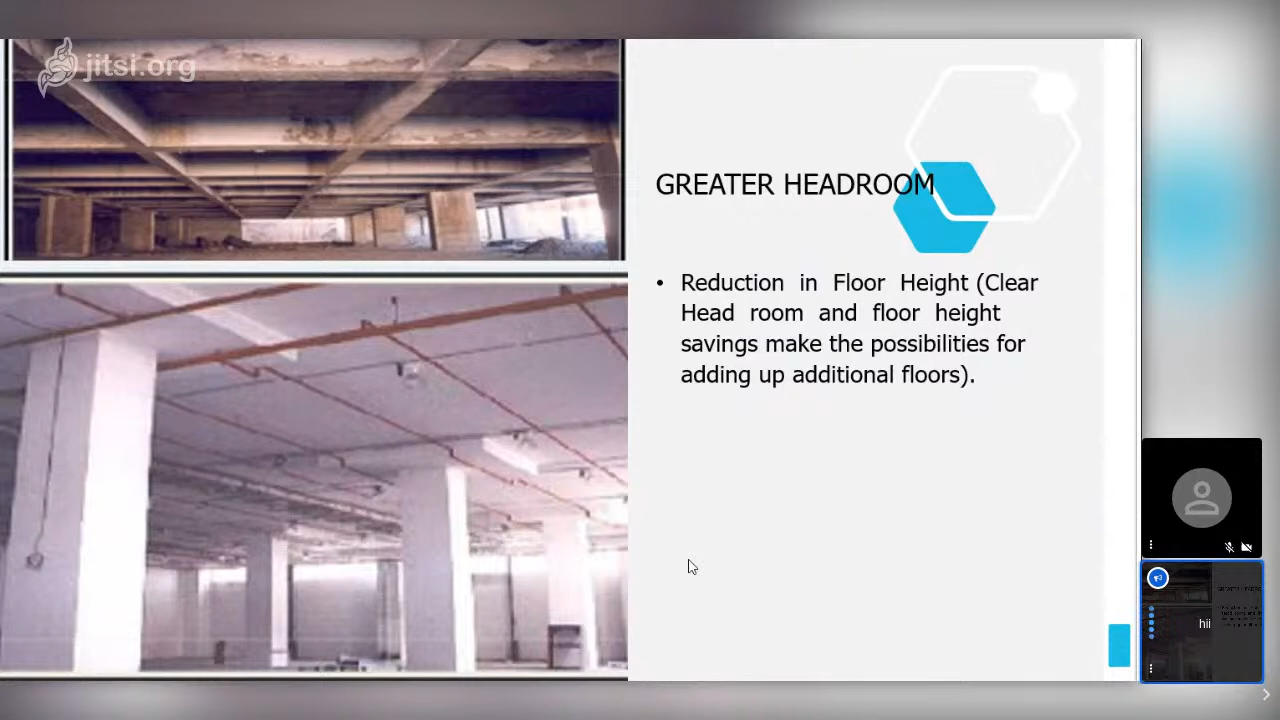 jitsi.org
GREATER HEADROOM
• Reduction in Floor Height (Clear
Head room and floor height
savings make the possibilities for
adding up additional floors).
hii